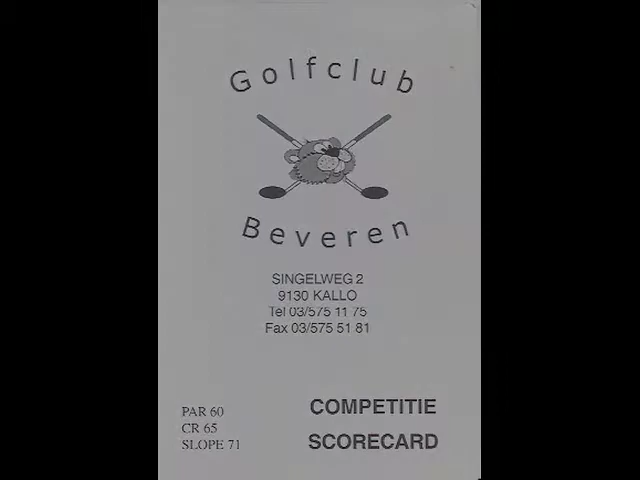 Golfclub
Beveren
SINGELWEG 2
9130 KALLO
Tel 03/575 11 75
Fax 03/575 51 81
PAR 60
CR 65
SLOPE 71
COMPETITIE
SCORECARD